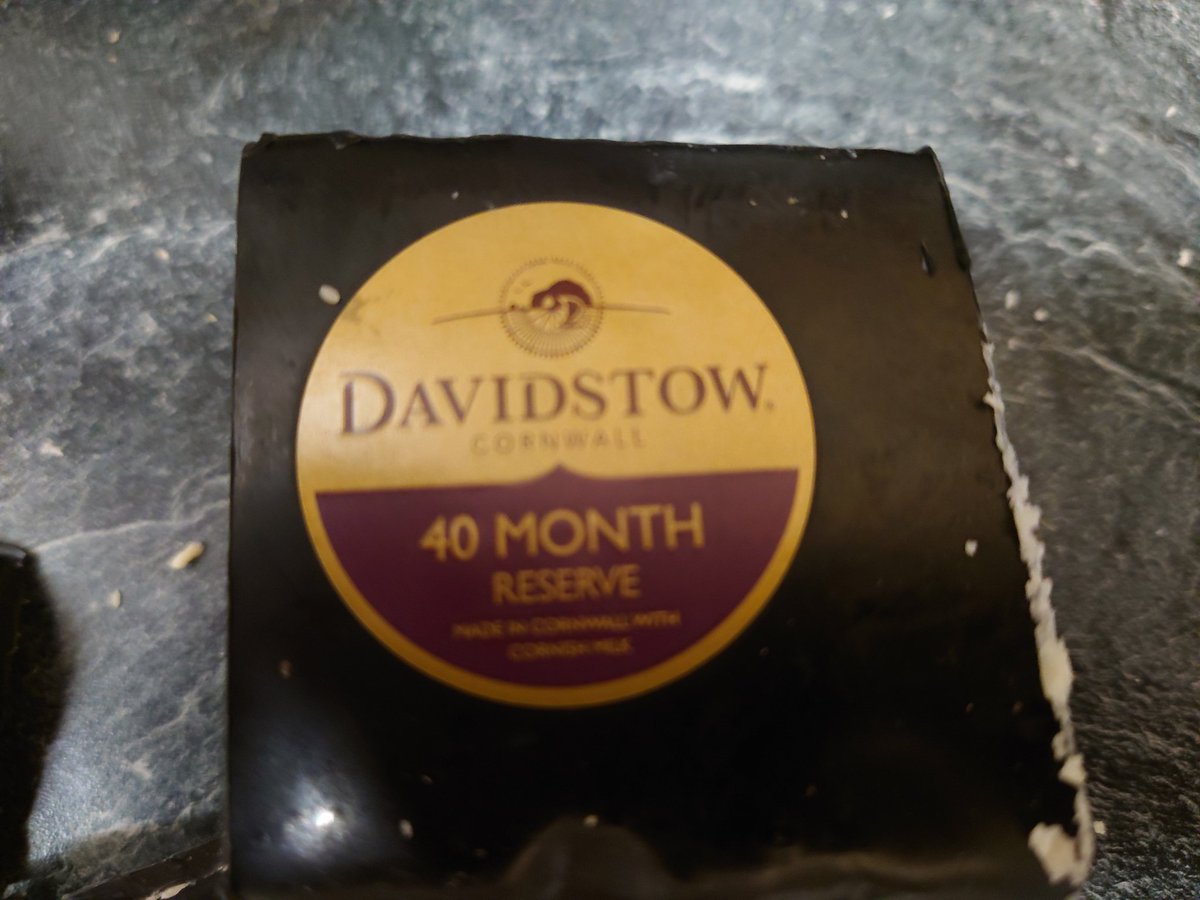 DAVIDSTOW.
CORNWALL
40 MONTH
RESERVE
MADE IN CORNWALL WITH
CORNISH MILK